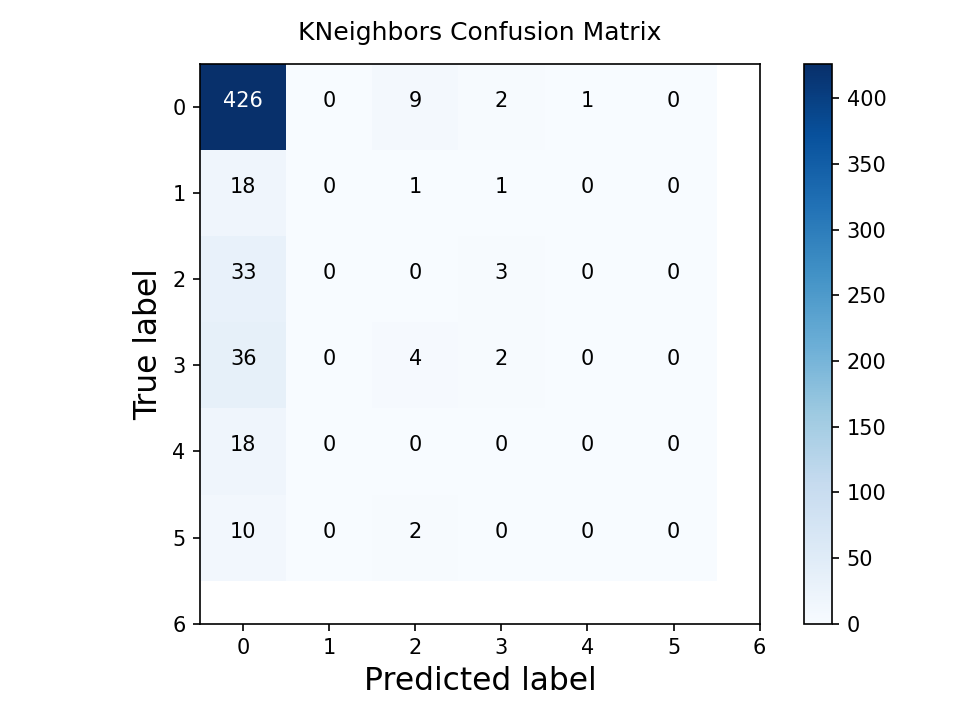 KNeighbors Confusion Matrix
0 426 0 9 2 1 0
1 18 0 1 1 0 0
2 33 0 0 3 0 0
3 36 0 4 2 0 0
4 18 0 0 0 0 0
5 10 0 2 0 0 0
6
0 1 2 3 4 5 6
Predicted label
True label
400
350
300
250
200
150
100
50
0